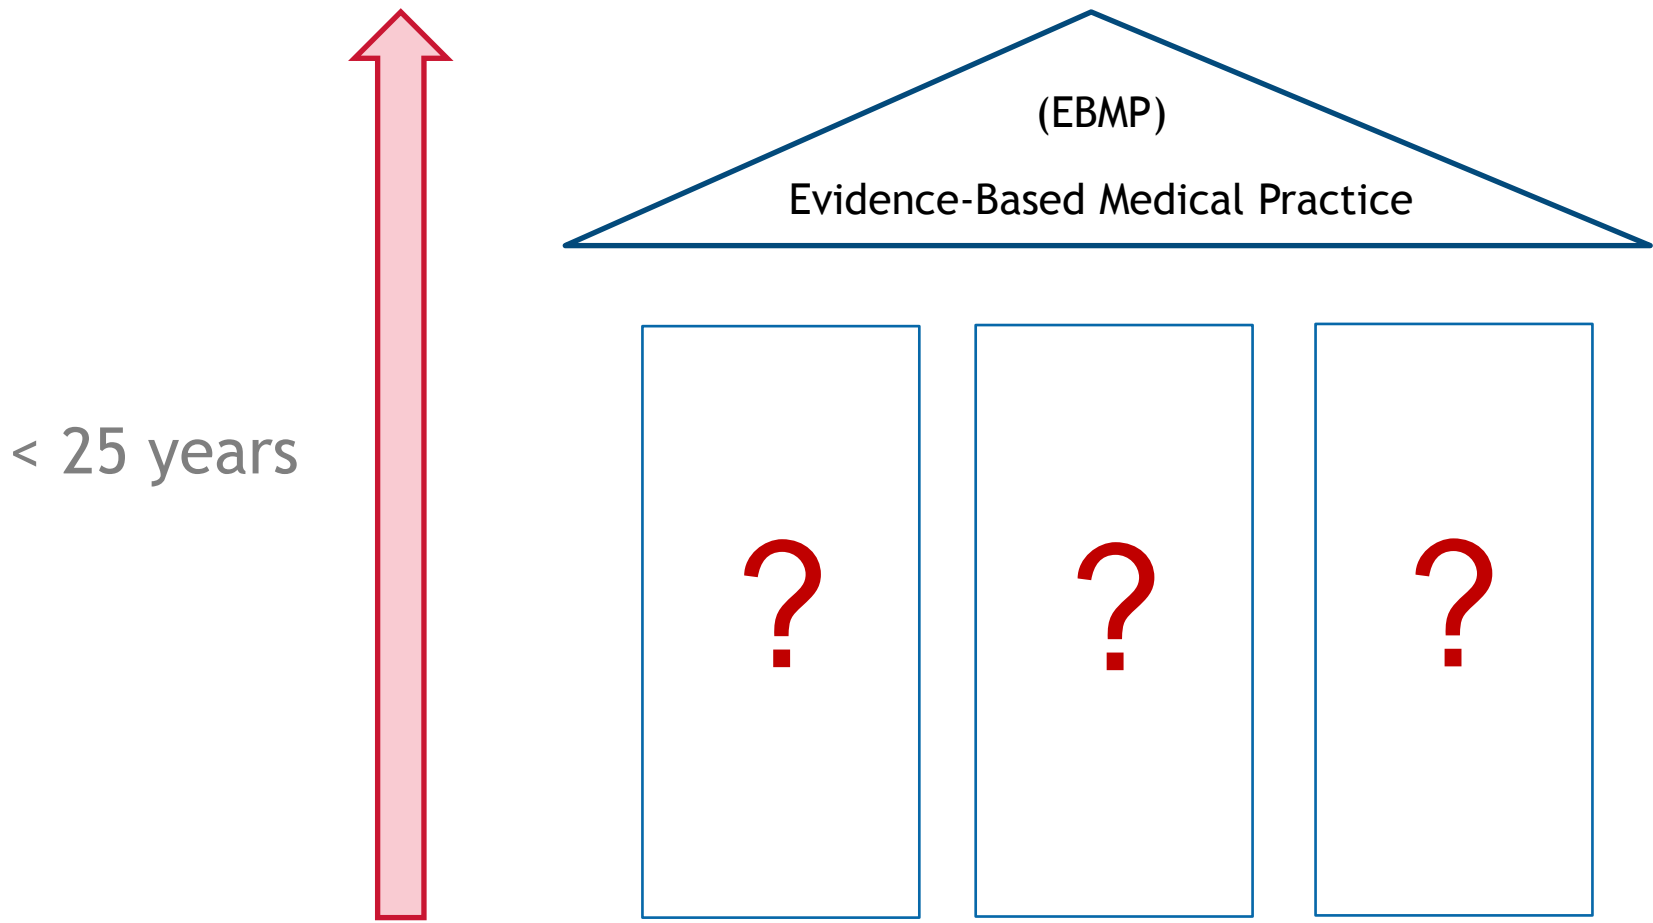 (EBMP)
Evidence-Based Medical Practice
< 25 years
?
?
?